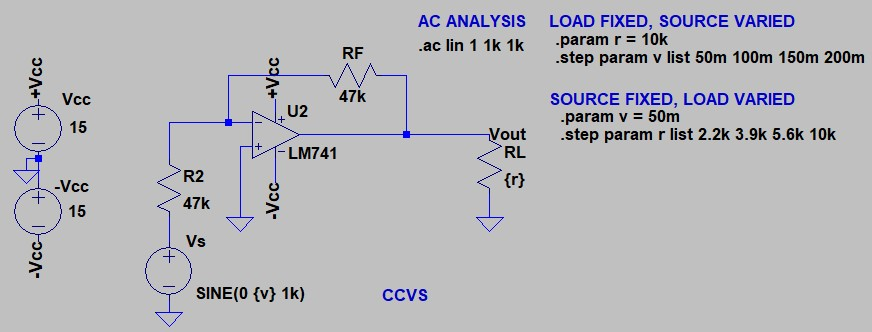 AC ANALYSIS
.ac lin 1 1k 1k
LOAD FIXED, SOURCE VARIED
.param r = 10k
.step param v list 50m 100m 150m 200m
SOURCE FIXED, LOAD VARIED
.param v = 50m
.step param r list 2.2k 3.9k 5.6k 10k
+Vcc
Vcc
15
-Vcc
15
-Vcc
RF
47k
+Vcc
U2
LM741
-Vcc
R2
47k
Vs
SINE(0 {v} 1k)
Vout
RL
{r}
CCVS